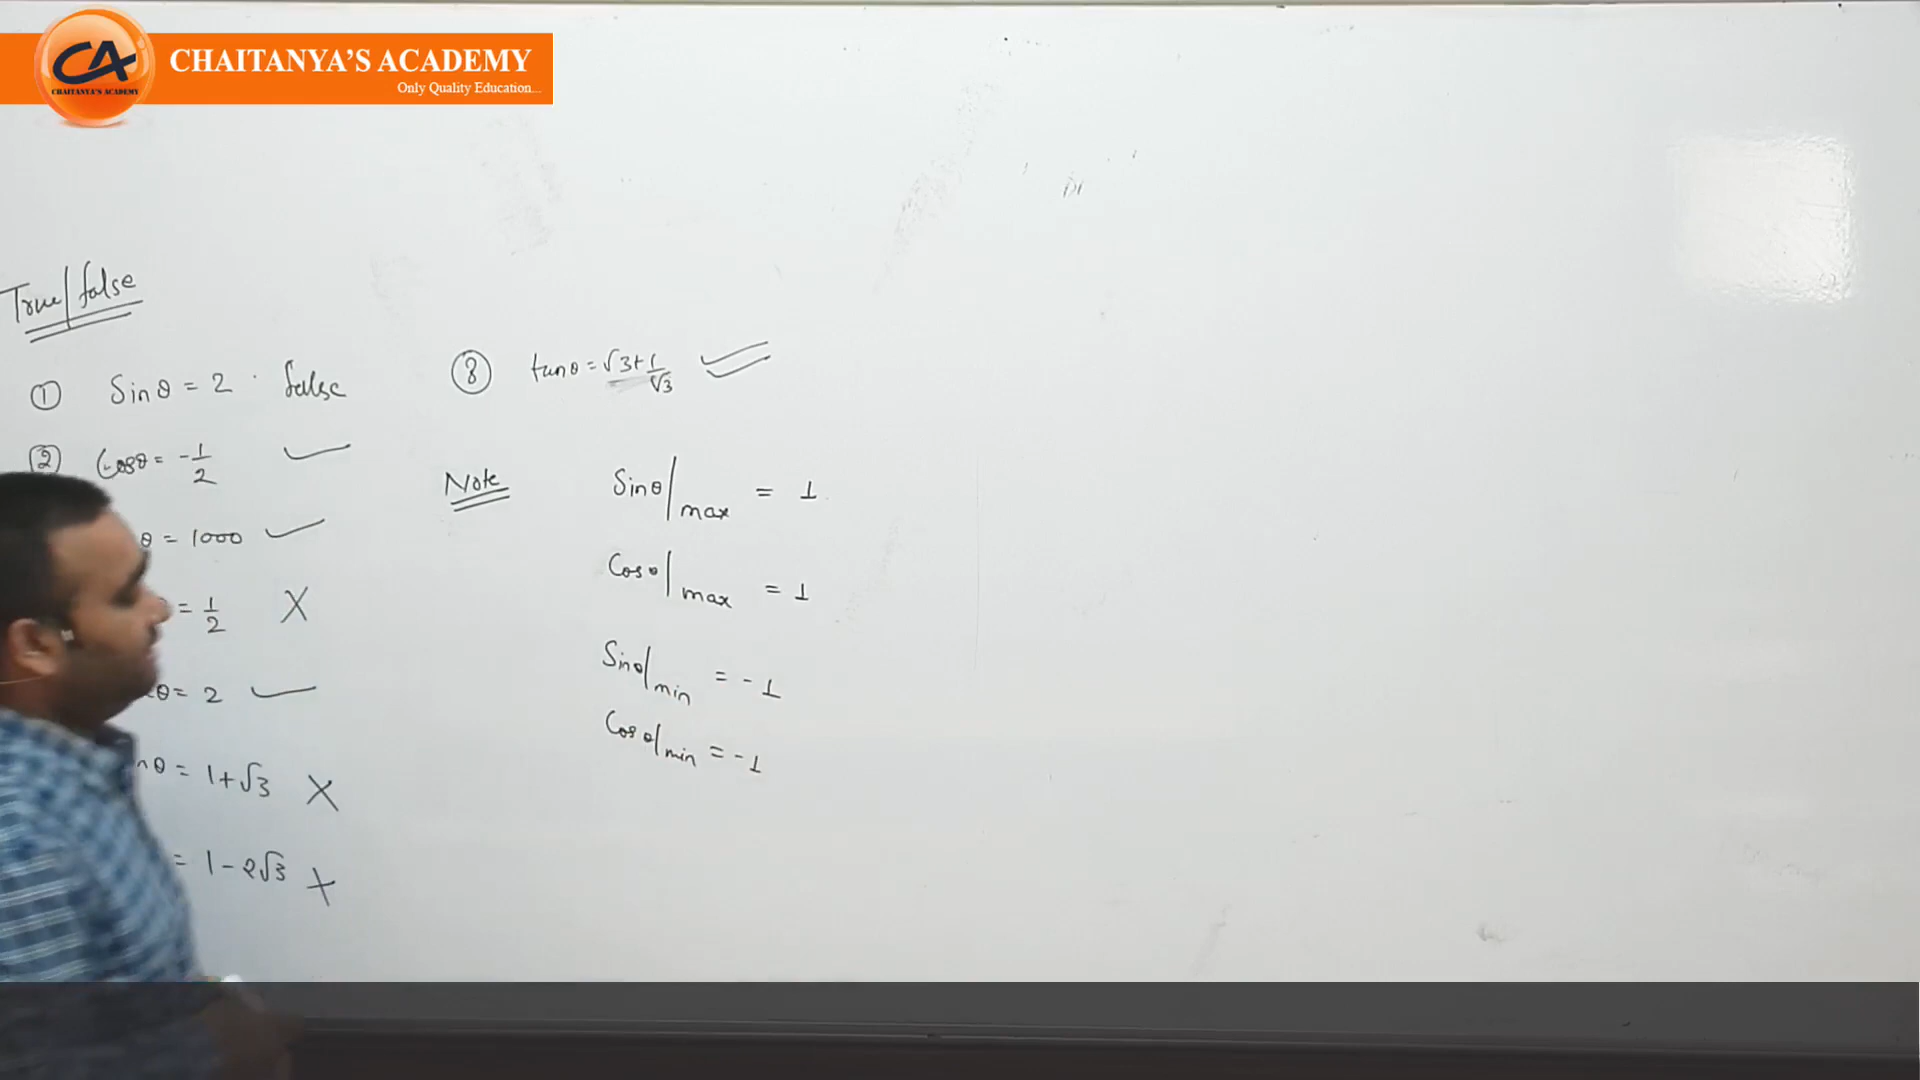 CA
CHAITANYA'S ACADEMY
CHAITANYA'S ACADEMY
Only Quality Education...
True/false
① Sinθ = 2 . false
② Cosθ = -1/2 ✓
θ = 1000 ✓
= 1/2 X
θ = 2 ✓
nθ = 1+√3 X
= 1-2√3 X
⑧ tanθ = √3+1/√3 ✓
Note
Sinθ|max = 1
Cosθ|max = 1
Sinθ|min = -1
Cosθ|min = -1